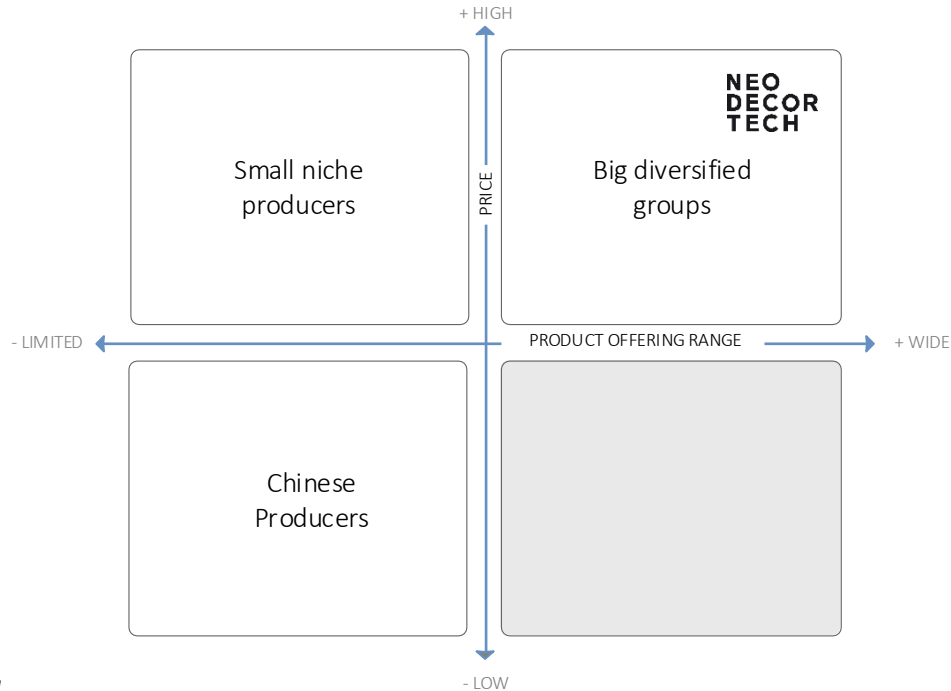 + HIGH
NEO
DECOR
TECH
Small niche
producers
PRICE
Big diversified
groups
- LIMITED
PRODUCT OFFERING RANGE
+ WIDE
Chinese
Producers
- LOW